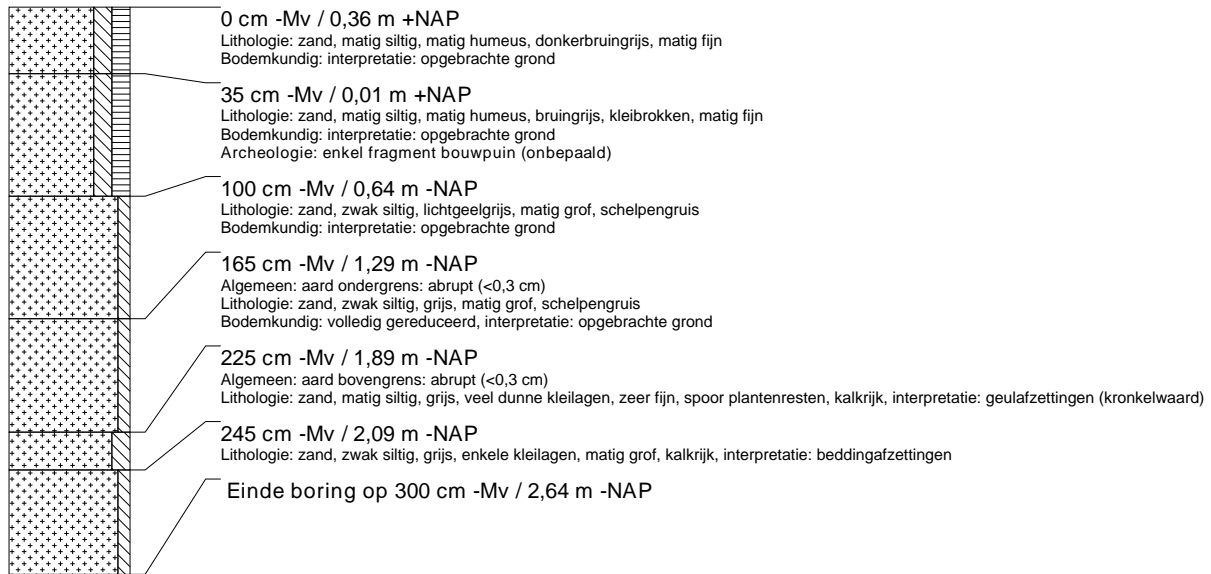 0 cm -Mv / 0,36 m +NAP
Lithologie: zand, matig siltig, matig humeus, donkerbruingrijs, matig fijn
Bodemkundig: interpretatie: opgebrachte grond
35 cm -Mv / 0,01 m +NAP
Lithologie: zand, matig siltig, matig humeus, bruingrijs, kleibrokken, matig fijn
Bodemkundig: interpretatie: opgebrachte grond
Archeologie: enkel fragment bouwpuin (onbepaald)
100 cm -Mv / 0,64 m -NAP
Lithologie: zand, zwak siltig, lichtgeelgrijs, matig grof, schelpengruis
Bodemkundig: interpretatie: opgebrachte grond
165 cm -Mv / 1,29 m -NAP
Algemeen: aard ondergrens: abrupt (<0,3 cm)
Lithologie: zand, zwak siltig, grijs, matig grof, schelpengruis
Bodemkundig: volledig gereduceerd, interpretatie: opgebrachte grond
225 cm -Mv / 1,89 m -NAP
Algemeen: aard bovengrens: abrupt (<0,3 cm)
Lithologie: zand, matig siltig, grijs, veel dunne kleilagen, zeer fijn, spoor plantenresten, kalkrijk, interpretatie: geulafzettingen (kronkelwaard)
245 cm -Mv / 2,09 m -NAP
Lithologie: zand, zwak siltig, grijs, enkele kleilagen, matig grof, kalkrijk, interpretatie: beddingafzettingen
Einde boring op 300 cm -Mv / 2,64 m -NAP